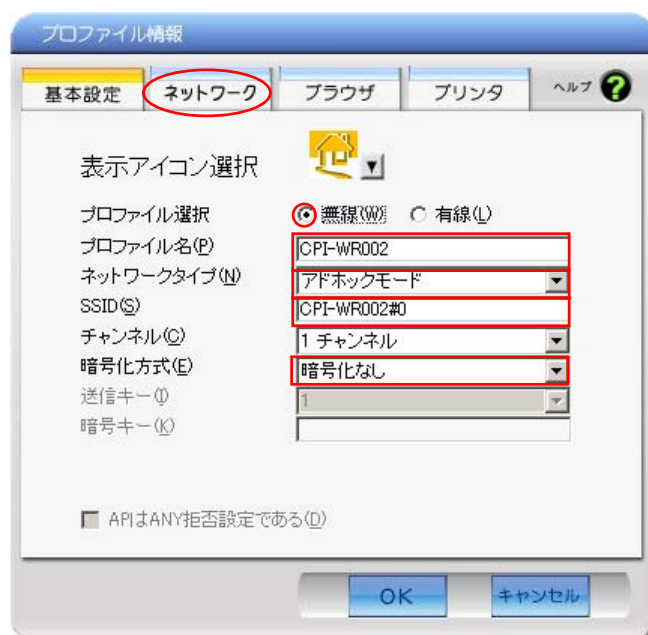 プロファイル情報
基本設定 ネットワーク ブラウザ プリンタ ヘルプ ?
表示アイコン選択
プロファイル選択 無線(W) 有線(L)
プロファイル名(P) CPI-WR002
ネットワークタイプ(N) アドホックモード
SSID(S) CPI-WR002#0
チャンネル(C) 1 チャンネル
暗号化方式(E) 暗号化なし
送信キー(I) 1
暗号キー(K)
APはANY拒否設定である(D)
OK キャンセル